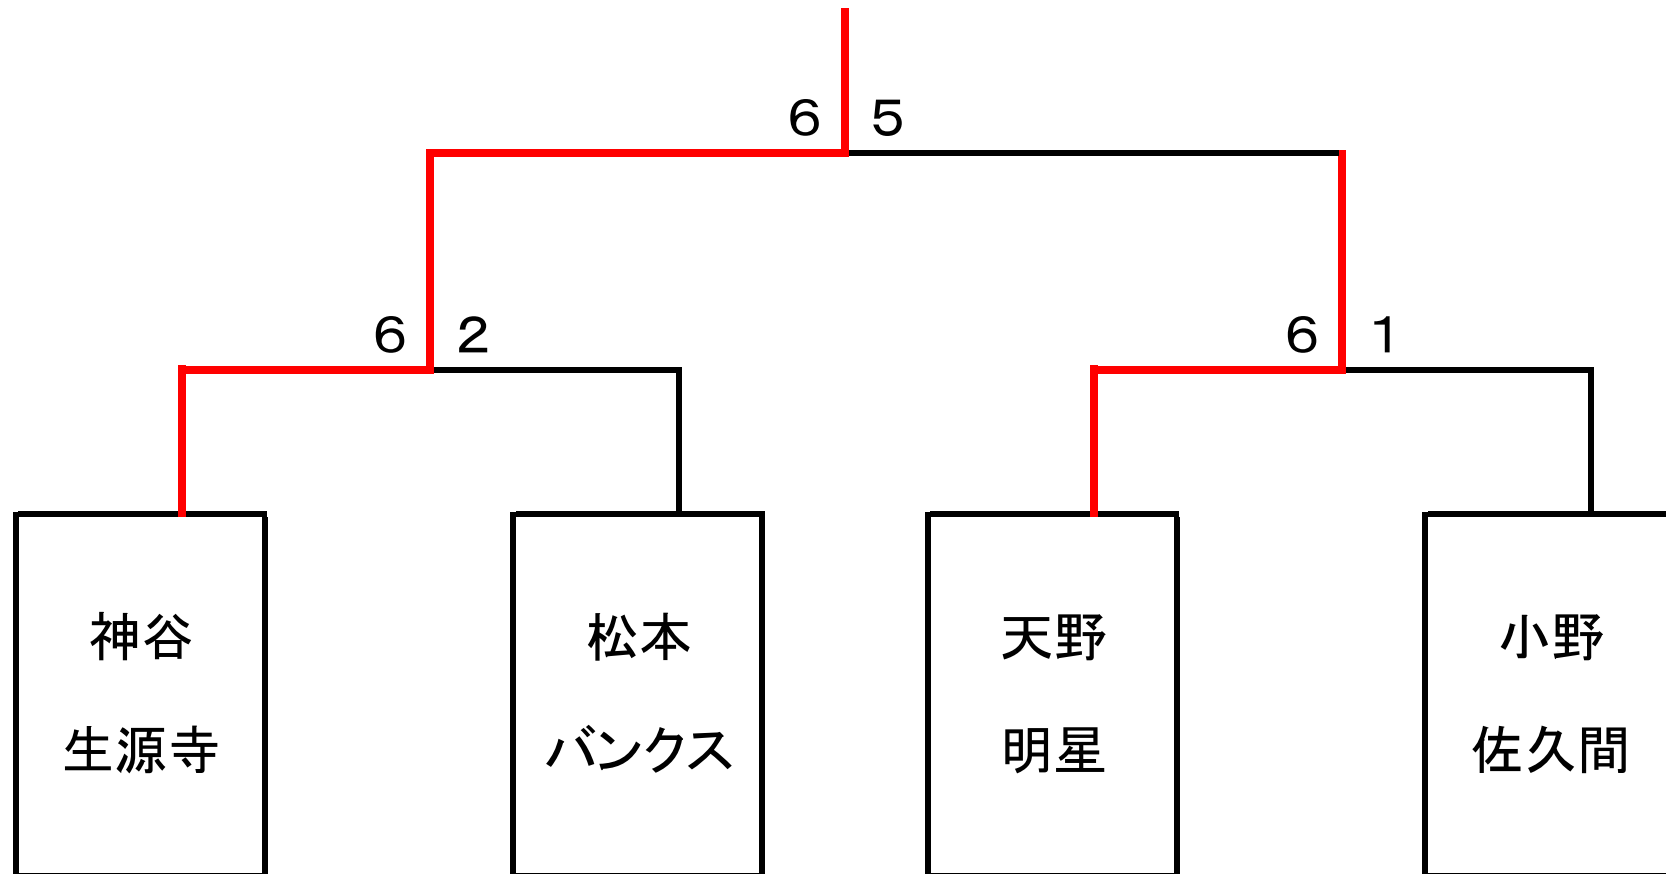 ６ ５
６ ２ ６ １
神谷 松本 天野 小野
生源寺 バンクス 明星 佐久間